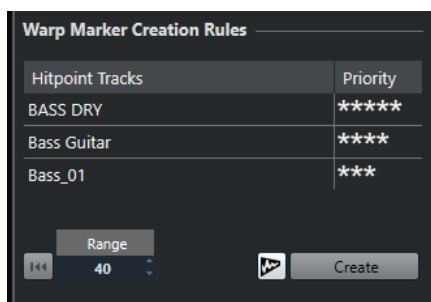 Warp Marker Creation Rules
Hitpoint Tracks Priority
BASS DRY *****
Bass Guitar ****
Bass_01 ***
Range
40 Create